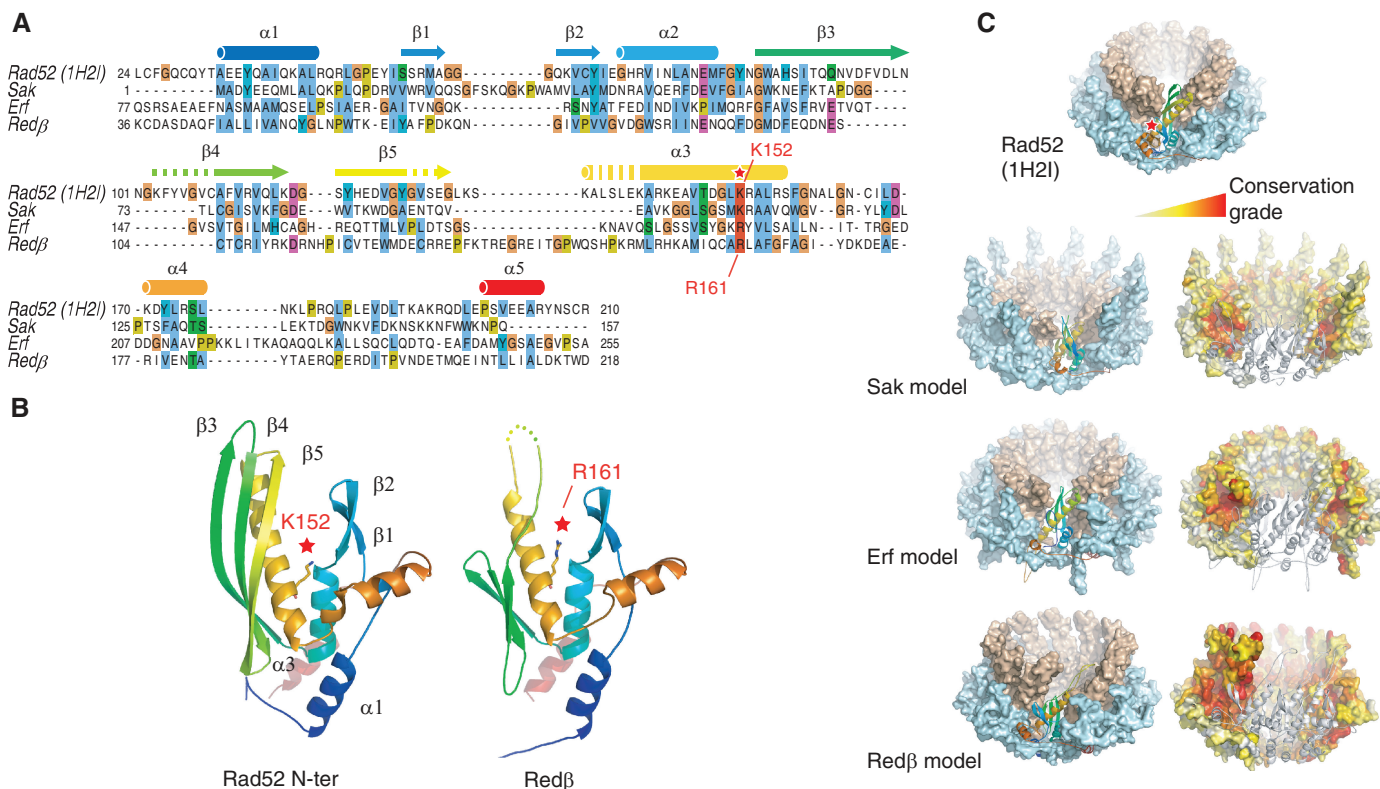 A
α1 β1 β2 α2 β3
Rad52 (1H2I) 24 LCFGQCQYTAEEYQAIQKALRQRLGPEYISSRMAGG---------GQKVCYIEGHRVINLANEMFGYNGWAHSITQQNVDFVDLN
Sak 1 ---------MADYEEQMLALQKPLQPDRVVWRVQQSGFSKQGKPWAMVLAYMDNRAVQERFDEVFGIAGWKNEFKTAPDGG----
Erf 77 QSRSAEAEFNASMAAMQSELPSIAER-GAITVNGQK---------RSNYATFEDINDIVKPIMQRFGFAVSFRVETVQT------
Redβ 36 KCDASDAQFIALLIVANQYGLNPWTK-EIYAFPDKQN--------GIVPVVGVDGWSRIINENQQFDGMDFEQDNES-----
β4 β5 α3 K152
Rad52 (1H2I) 101 NGKFYVGVCAFVRVQLKDG---SYHEDVGYGVSEGLKS----------KALSLEKARKEAVTDGLKRALRSFGNALGN-CILD-
Sak 73 ------TLCGISVKFGDE---WVTKWDGAENTQV----------------EAVKGGLSGSMKRAAVQWGV-GR-YLYDL
Erf 147 ----GVSVTGILMHCAGH--REQTTMLVPLDTSGS------------KNAVQSLGSSVSYGKRYVLSALLN---IT-TRGED
Redβ 104 ------CTCRIYRKDRNHPICVTEWMDECRREPFKTREGREITGPWQSHPKRMLRHKAMIQCARLAFGFAGI--YDKDEAE-
R161
α4 α5
Rad52 (1H2I) 170 -KDYLRSL--------NKLPRQLPLEVDLTKAKRQDLEPSVEEARYNSCR 210
Sak 125 PTSFAQTS--------LEKTDGWNKVFDKNSKKNFWWKNPQ--------- 157
Erf 207 DDGNAAVPPKKLITKAQAQQLKALLSQCLQDTQ-EAFDAMYGSAEGVPSA 255
Redβ 177 -RIVENTA--------YTAERQPERDITPVNDETMQEINTLLIALDKTWD 218
B
β3 β4 β5 β2 β1 K152 α3 α1
R161
Rad52 N-ter
Redβ
C
Rad52
(1H2I)
Conservation
grade
Sak model
Erf model
Redβ model